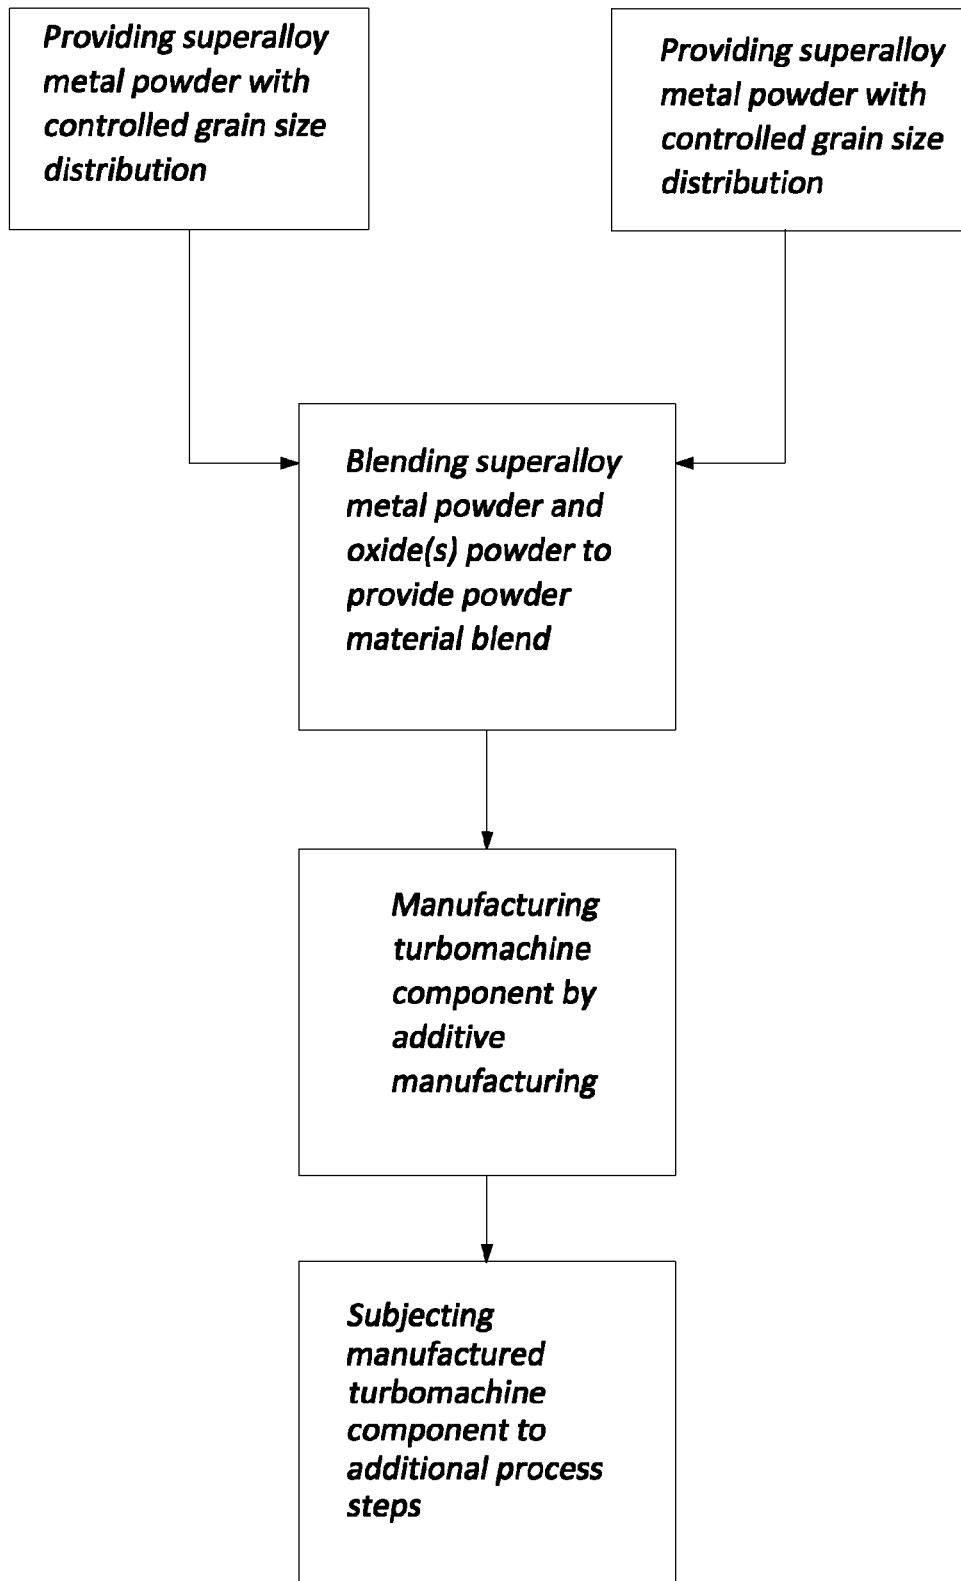 Providing superalloy
metal powder with
controlled grain size
distribution
Providing superalloy
metal powder with
controlled grain size
distribution
Blending superalloy
metal powder and
oxide(s) powder to
provide powder
material blend
Manufacturing
turbomachine
component by
additive
manufacturing
Subjecting
manufactured
turbomachine
component to
additional process
steps